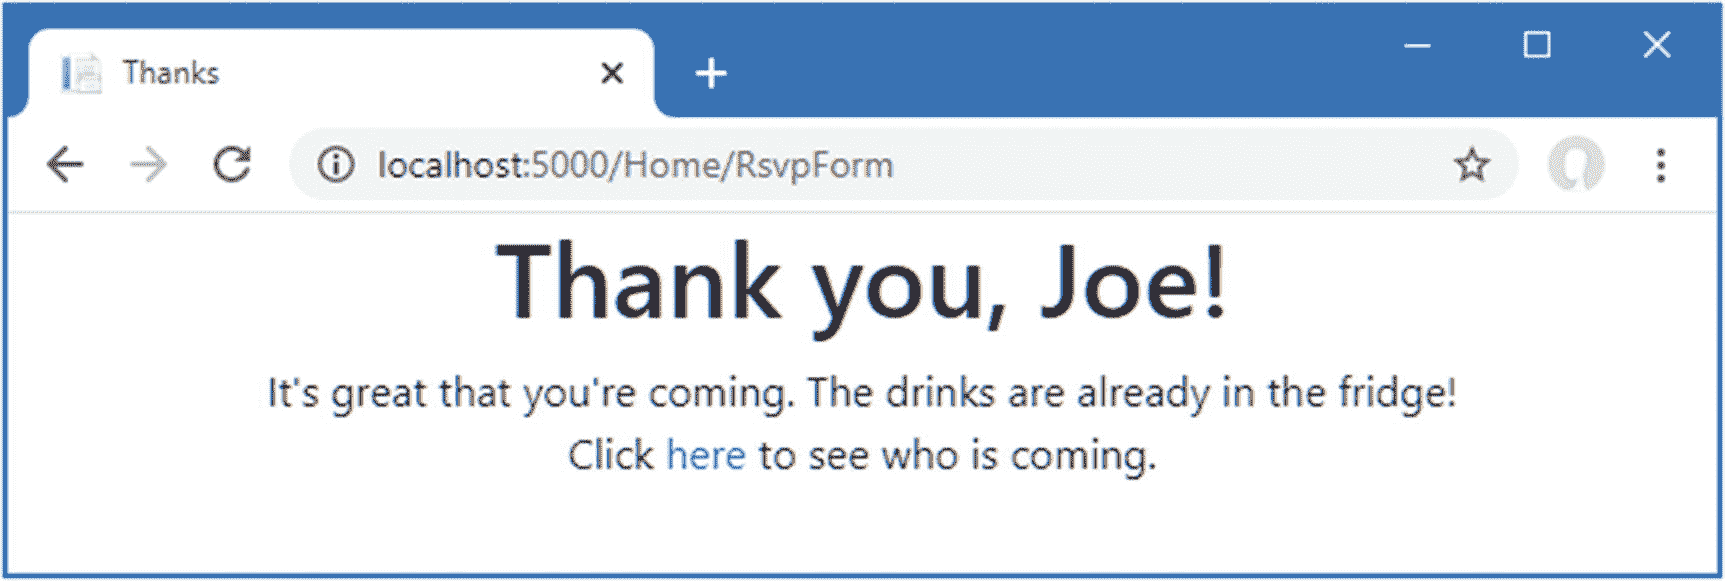 Thanks
localhost:5000/Home/RsvpForm
Thank you, Joe!
It's great that you're coming. The drinks are already in the fridge!
Click here to see who is coming.